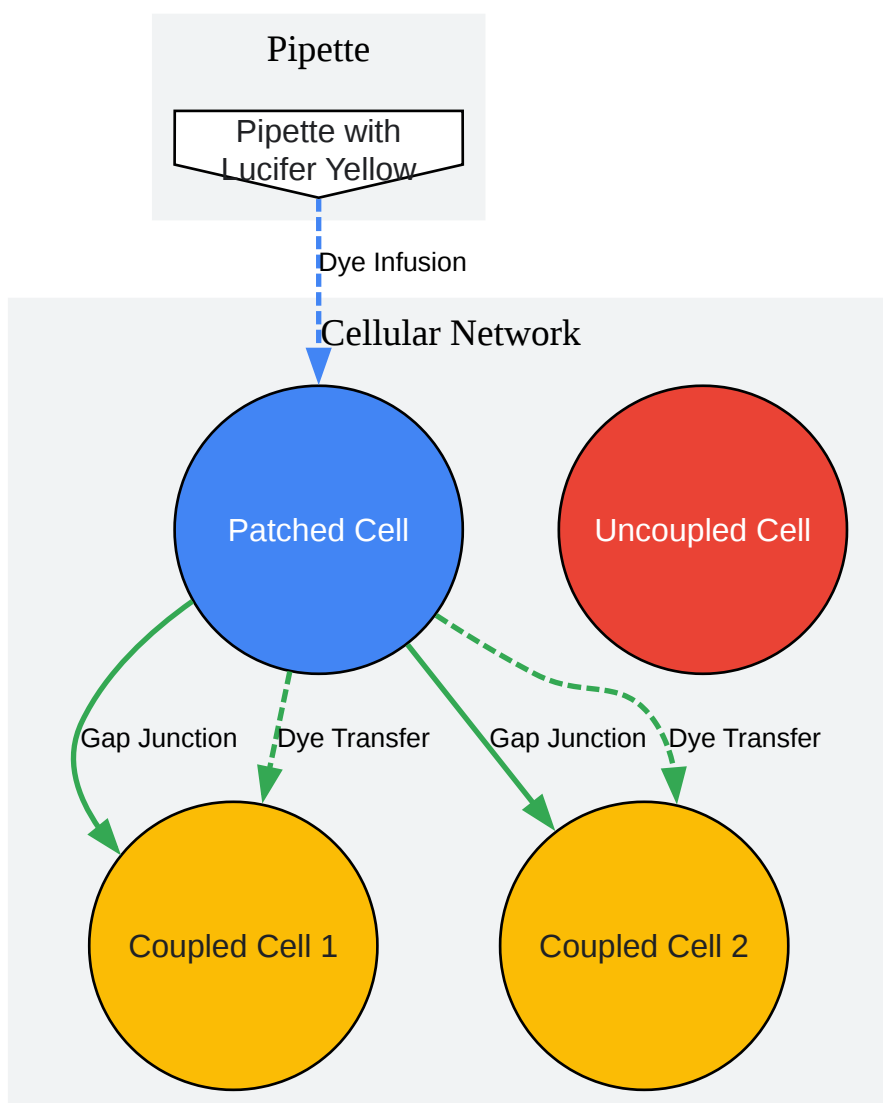 Pipette
Pipette with
Lucifer Yellow
Dye Infusion
Cellular Network
Patched Cell
Uncoupled Cell
Gap Junction
Dye Transfer
Gap Junction
Dye Transfer
Coupled Cell 1
Coupled Cell 2